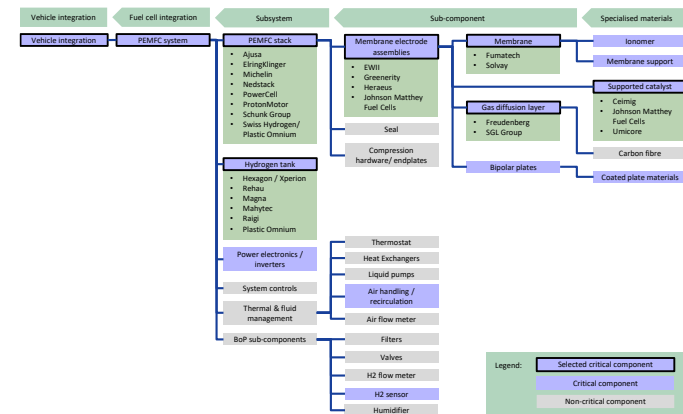 Vehicle integration
Fuel cell integration
Subsystem
Sub-component
Specialised materials
Vehicle integration
PEMFC system
PEMFC stack
• Ajusa
• ElringKlinger
• Michelin
• Nedstack
• PowerCell
• ProtonMotor
• Schunk Group
• Swiss Hydrogen/
Plastic Omnium
Hydrogen tank
• Hexagon / Xperion
• Rehau
• Magna
• Mahytec
• Raigi
• Plastic Omnium
Power electronics /
inverters
System controls
Thermal & fluid
management
BoP sub-components
Membrane electrode
assemblies
• EWII
• Greenerity
• Heraeus
• Johnson Matthey
Fuel Cells
Seal
Compression
hardware/ endplates
Thermostat
Heat Exchangers
Liquid pumps
Air handling /
recirculation
Air flow meter
Filters
Valves
H2 flow meter
H2 sensor
Humidifier
Membrane
• Fumatech
• Solvay
Gas diffusion layer
• Freudenberg
• SGL Group
Bipolar plates
Ionomer
Membrane support
Supported catalyst
• Ceimig
• Johnson Matthey
Fuel Cells
• Umicore
Carbon fibre
Coated plate materials
Legend:
Selected critical component
Critical component
Non-critical component